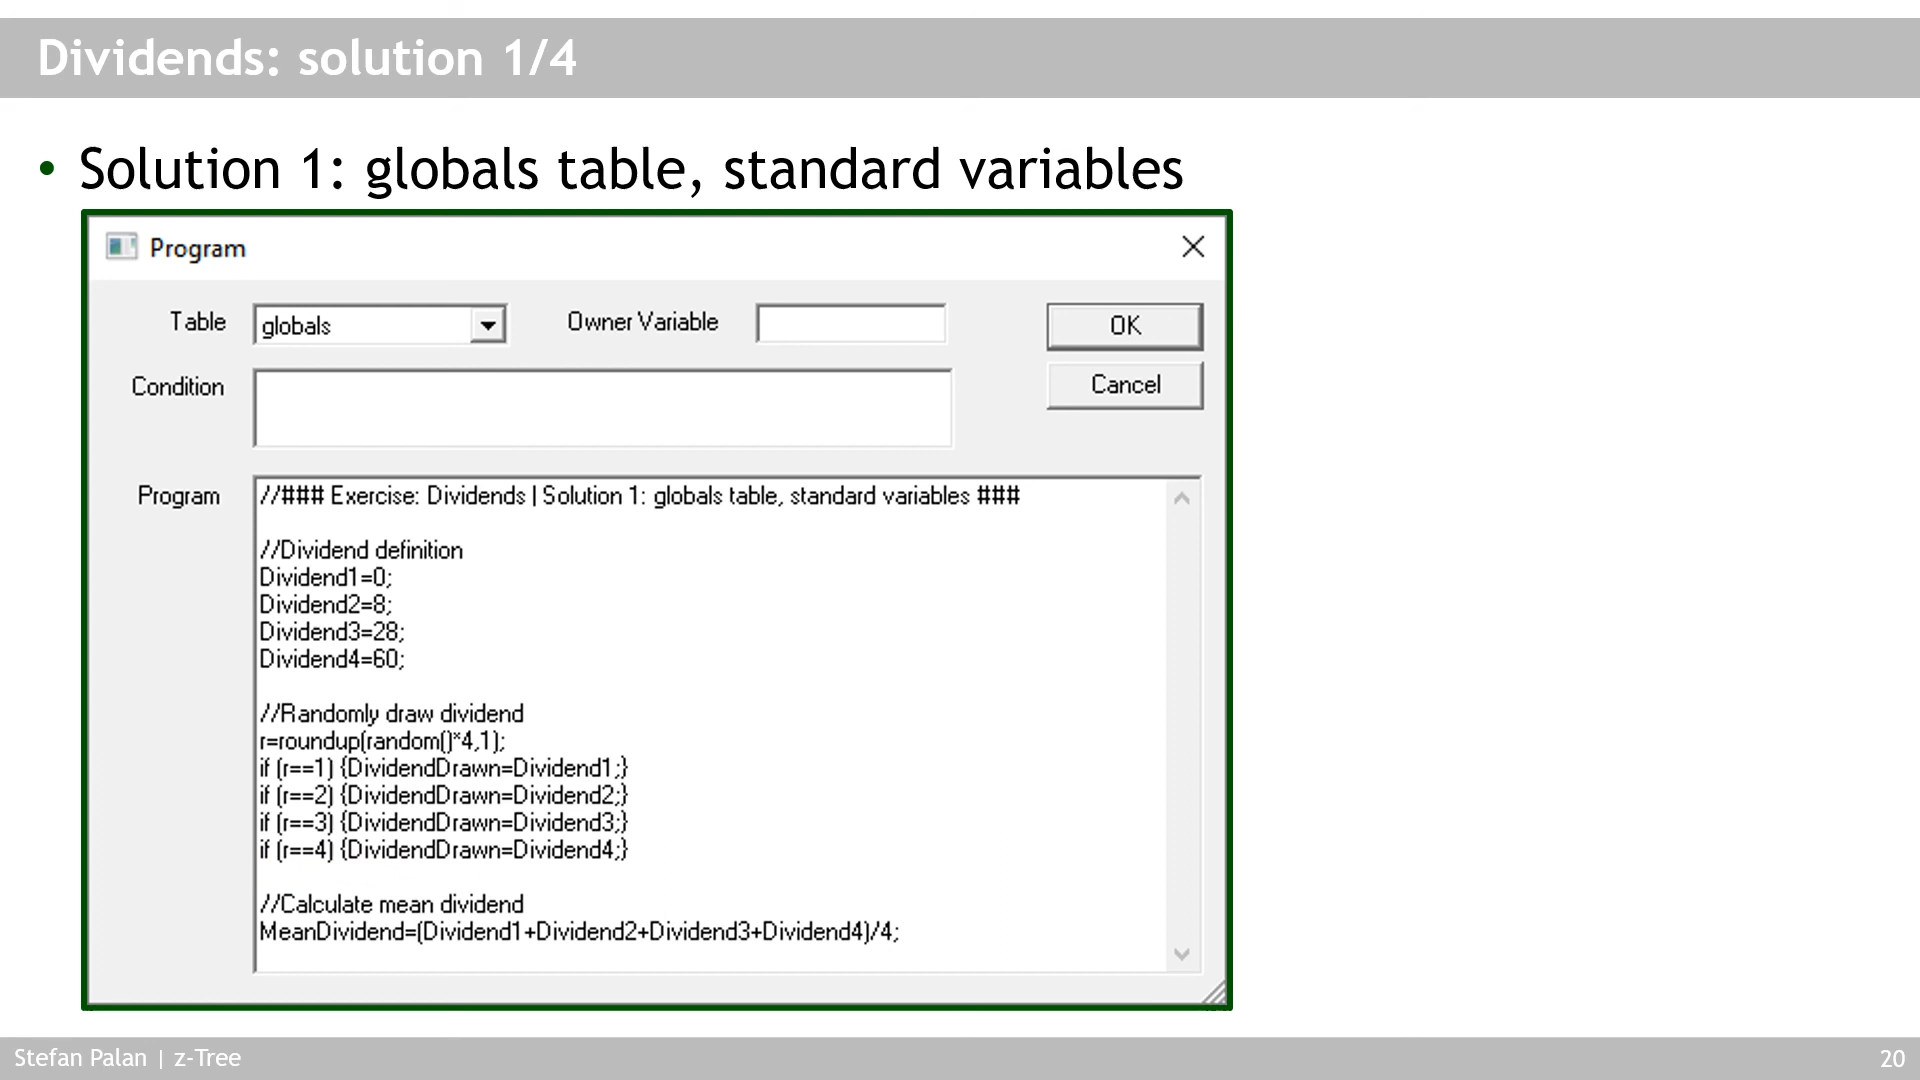 Dividends: solution 1/4
• Solution 1: globals table, standard variables
Program
Table globals Owner Variable OK
Condition Cancel
Program
//### Exercise: Dividends | Solution 1: globals table, standard variables ###
//Dividend definition
Dividend1=0;
Dividend2=8;
Dividend3=28;
Dividend4=60;
//Randomly draw dividend
r=roundup(random()*4,1);
if (r==1) {DividendDrawn=Dividend1;}
if (r==2) {DividendDrawn=Dividend2;}
if (r==3) {DividendDrawn=Dividend3;}
if (r==4) {DividendDrawn=Dividend4;}
//Calculate mean dividend
MeanDividend=(Dividend1+Dividend2+Dividend3+Dividend4)/4;
Stefan Palan | z-Tree 20